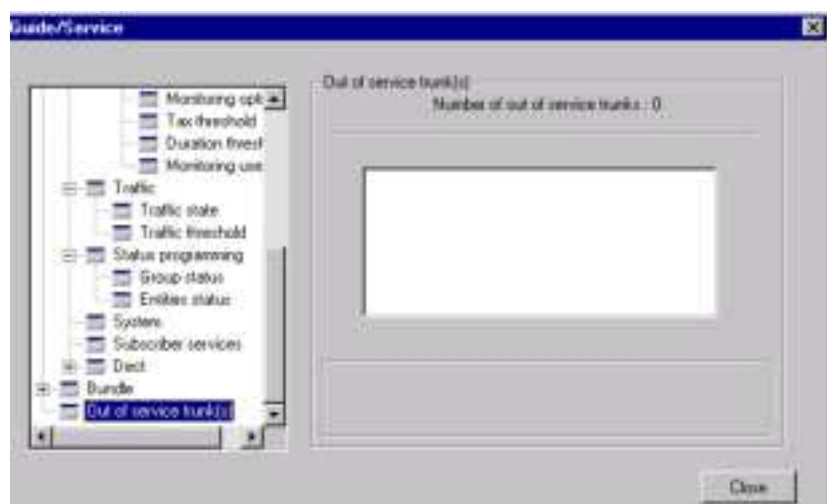 Guide/Service
Monitoring opti
Tax threshold
Duration thresh
Monitoring use
Traffic
Traffic state
Traffic threshold
Status programming
Group status
Entities status
System
Subscriber services
Dect
Bundle
Out of service trunk(s)
Out of service trunk(s)
Number of out of service trunks : 0
Close